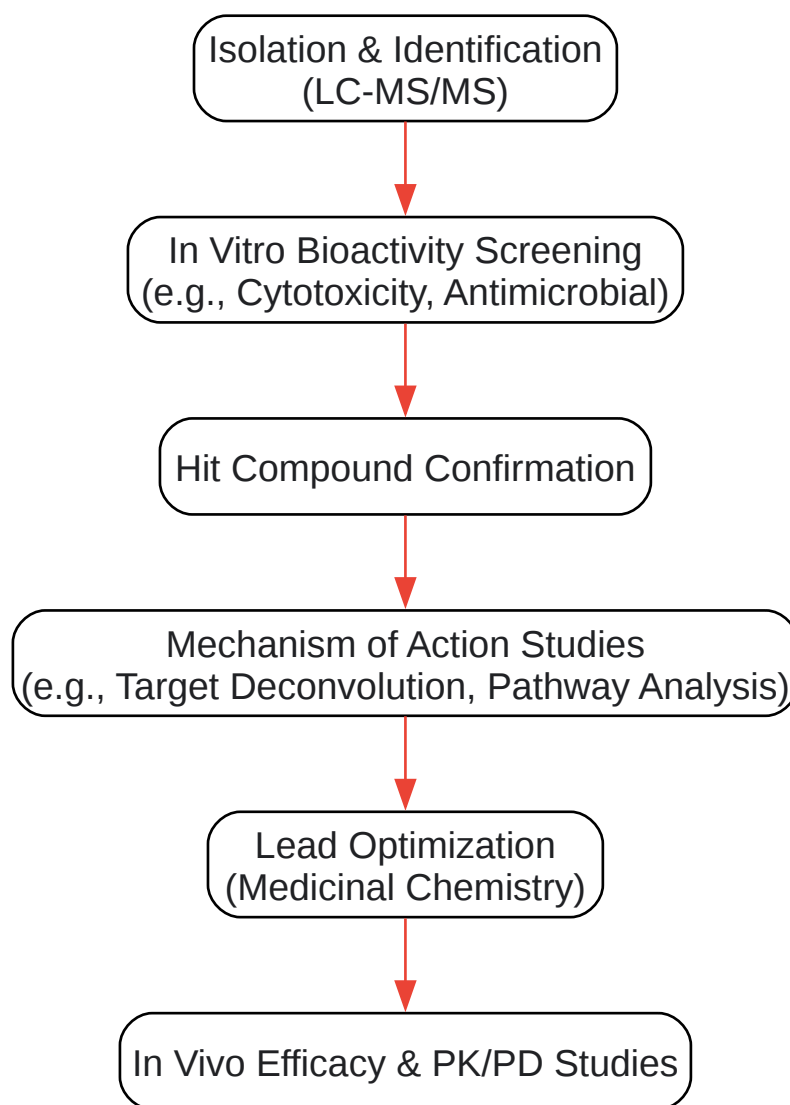 Isolation & Identification
(LC-MS/MS)
In Vitro Bioactivity Screening
(e.g., Cytotoxicity, Antimicrobial)
Hit Compound Confirmation
Mechanism of Action Studies
(e.g., Target Deconvolution, Pathway Analysis)
Lead Optimization
(Medicinal Chemistry)
In Vivo Efficacy & PK/PD Studies